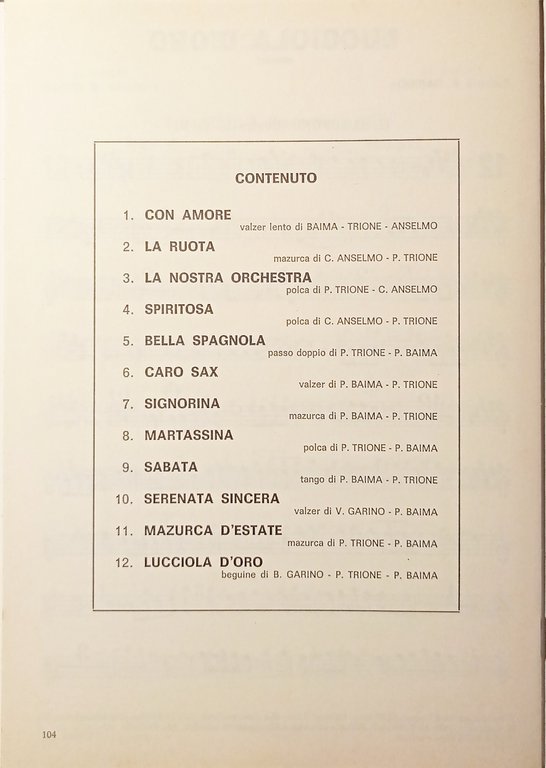 CONTENUTO
1. CON AMORE
valzer lento di BAIMA - TRIONE - ANSELMO
2. LA RUOTA
mazurca di C. ANSELMO - P. TRIONE
3. LA NOSTRA ORCHESTRA
polca di P. TRIONE - C. ANSELMO
4. SPIRITOSA
polca di C. ANSELMO - P. TRIONE
5. BELLA SPAGNOLA
passo doppio di P. TRIONE - P. BAIMA
6. CARO SAX
valzer di P. BAIMA - P. TRIONE
7. SIGNORINA
mazurca di P. BAIMA - P. TRIONE
8. MARTASSINA
polca di P. TRIONE - P. BAIMA
9. SABATA
tango di P. BAIMA - P. TRIONE
10. SERENATA SINCERA
valzer di V. GARINO - P. BAIMA
11. MAZURCA D'ESTATE
mazurca di P. TRIONE - P. BAIMA
12. LUCCIOLA D'ORO
beguine di B. GARINO - P. TRIONE - P. BAIMA
104